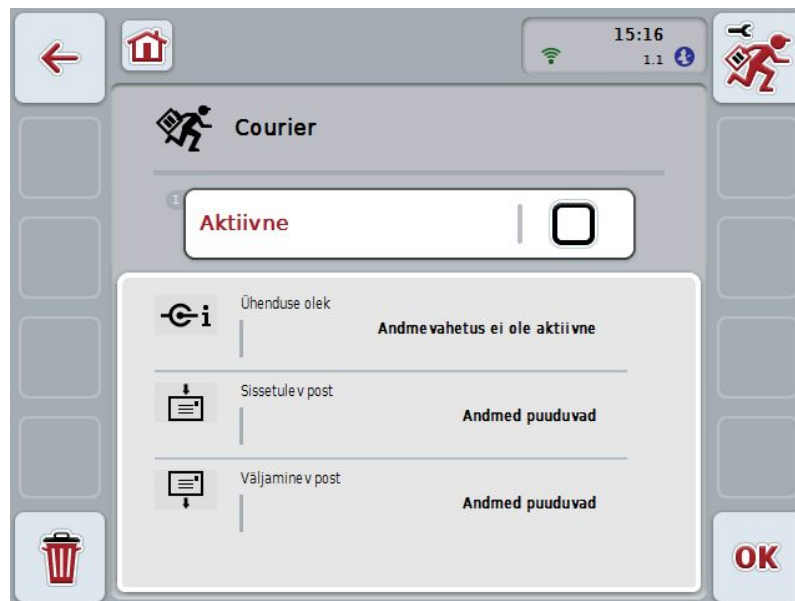 15:16
1.1
Courier
1
Aktiivne
Ühenduse olek
Andmevahetus ei ole aktiivne
Sissetulev post
Andmed puuduvad
Väljaminev post
Andmed puuduvad
OK